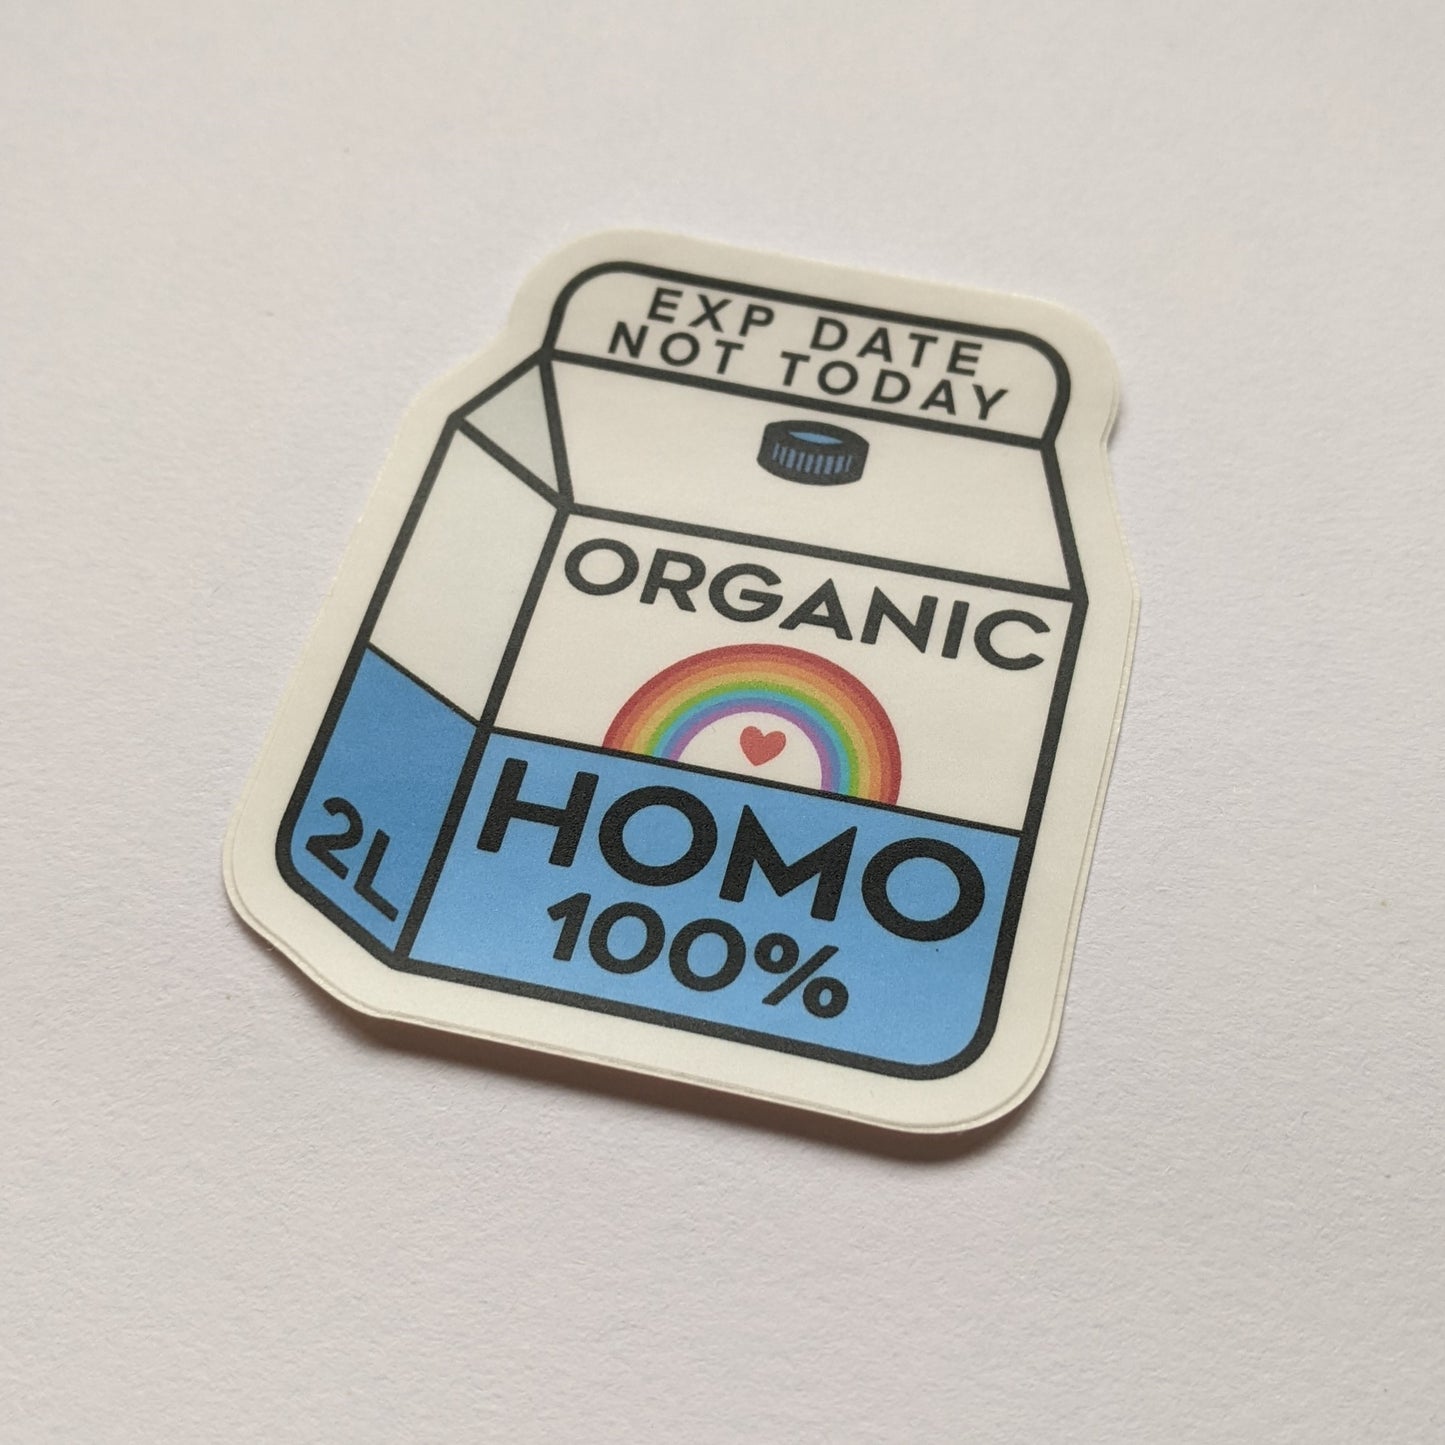 EXP DATE
NOT TODAY
ORGANIC
HOMO
100%
2L